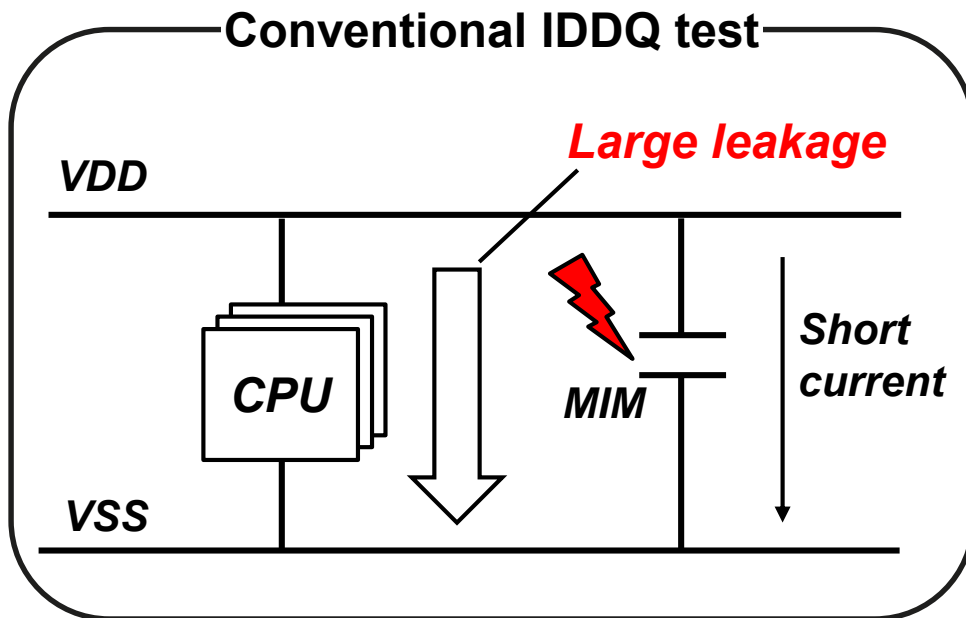 Conventional IDDQ test
Large leakage
VDD
CPU
MIM
Short
current
VSS